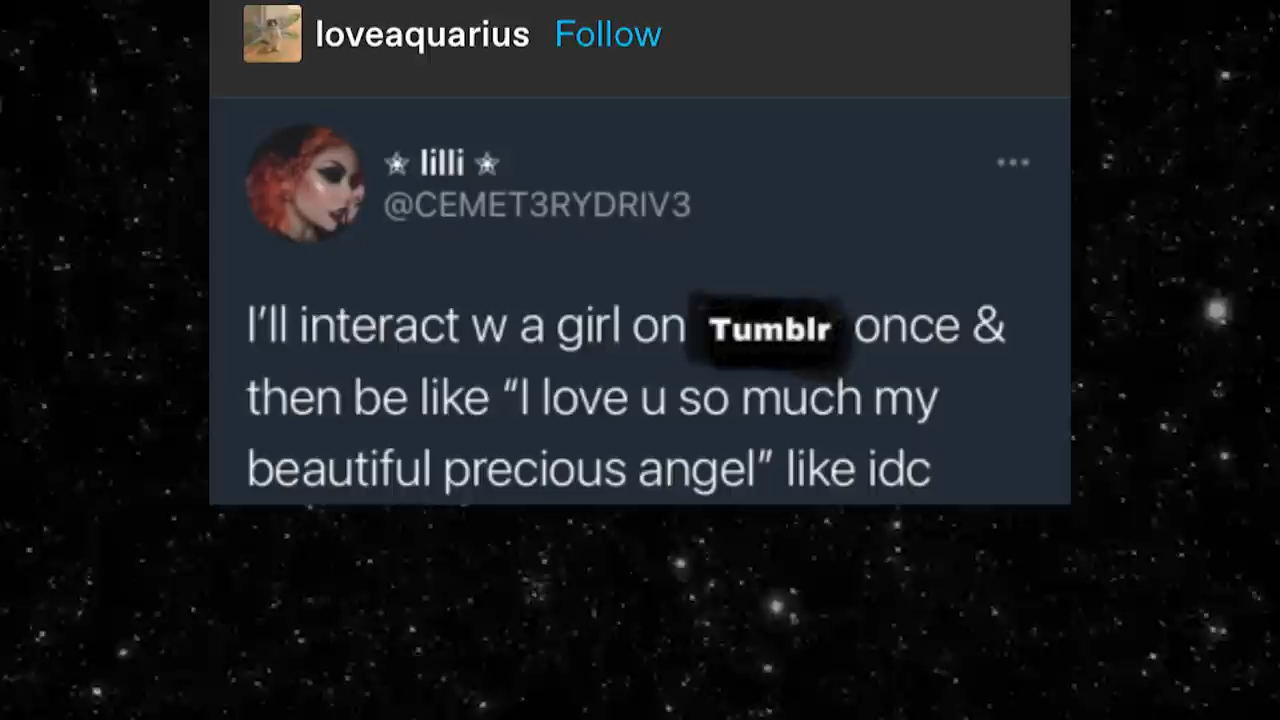 loveaquarius Follow
⭐ lilli ⭐
@CEMET3RYDRIV3
I’ll interact w a girl on Tumblr once &
then be like “I love u so much my
beautiful precious angel” like idc